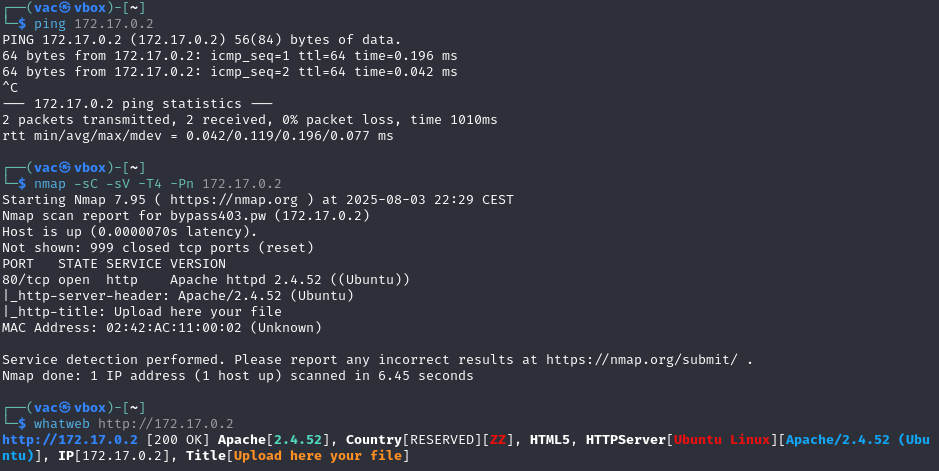 ┌──(vac㉿vbox)-[~]
└─$ ping 172.17.0.2
PING 172.17.0.2 (172.17.0.2) 56(84) bytes of data.
64 bytes from 172.17.0.2: icmp_seq=1 ttl=64 time=0.196 ms
64 bytes from 172.17.0.2: icmp_seq=2 ttl=64 time=0.042 ms
^C
--- 172.17.0.2 ping statistics ---
2 packets transmitted, 2 received, 0% packet loss, time 1010ms
rtt min/avg/max/mdev = 0.042/0.119/0.196/0.077 ms
┌──(vac㉿vbox)-[~]
└─$ nmap -sC -sV -T4 -Pn 172.17.0.2
Starting Nmap 7.95 ( https://nmap.org ) at 2025-08-03 22:29 CEST
Nmap scan report for bypass403.pw (172.17.0.2)
Host is up (0.0000070s latency).
Not shown: 999 closed tcp ports (reset)
PORT   STATE SERVICE VERSION
80/tcp open  http    Apache httpd 2.4.52 ((Ubuntu))
|_http-server-header: Apache/2.4.52 (Ubuntu)
|_http-title: Upload here your file
MAC Address: 02:42:AC:11:00:02 (Unknown)
Service detection performed. Please report any incorrect results at https://nmap.org/submit/ .
Nmap done: 1 IP address (1 host up) scanned in 6.45 seconds
┌──(vac㉿vbox)-[~]
└─$ whatweb http://172.17.0.2
http://172.17.0.2 [200 OK] Apache[2.4.52], Country[RESERVED][ZZ], HTML5, HTTPServer[Ubuntu Linux][Apache/2.4.52 (Ubu
ntu)], IP[172.17.0.2], Title[Upload here your file]